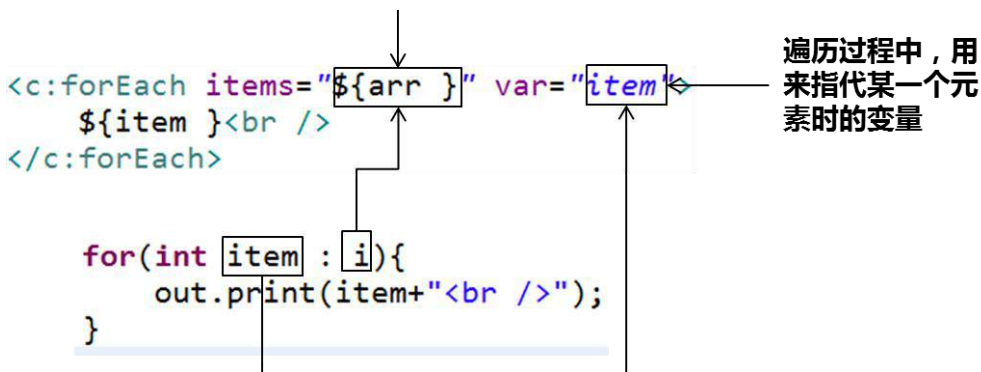 <c:forEach items="${arr }" var="item">
${item }<br />
</c:forEach>
遍历过程中，用
来指代某一个元
素时的变量
for(int item : i){
out.print(item+"<br />");
}